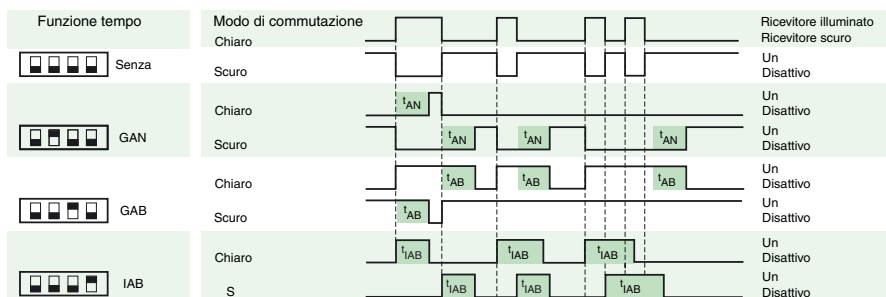 Funzione tempo
Modo di commutazione
Chiaro
Ricevitore illuminato
Ricevitore scuro
Senza
Scuro
Un
Disattivo
Chiaro
tAN
Un
Disattivo
GAN
Scuro
tAN
tAN
tAN
Un
Disattivo
Chiaro
tAB
tAB
tAB
Un
Disattivo
GAB
Scuro
tAB
Un
Disattivo
Chiaro
tIAB
tIAB
tIAB
Un
Disattivo
IAB
S
tIAB
tIAB
tIAB
Un
Disattivo